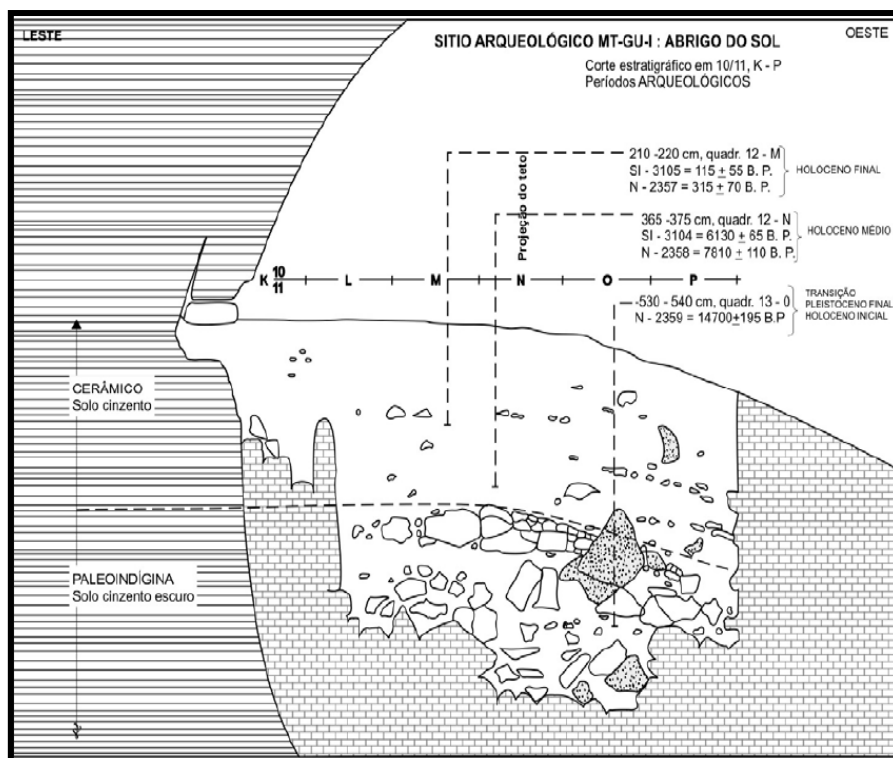 LESTE
OESTE
SITIO ARQUEOLÓGICO MT-GU-I : ABRIGO DO SOL
Corte estratigráfico em 10/11, K - P
Períodos ARQUEOLÓGICOS
Projeção do teto
210 -220 cm, quadr. 12 - M
SI - 3105 = 115 ± 55 B. P.
N - 2357 = 315 ± 70 B. P.
HOLOCENO FINAL
365 -375 cm, quadr. 12 - N
SI - 3104 = 6130 ± 65 B. P.
N - 2358 = 7810 ± 110 B. P.
HOLOCENO MÉDIO
-530 - 540 cm, quadr. 13 - 0
N - 2359 = 14700±195 B.P
TRANSIÇÃO
PLEISTOCENO FINAL
HOLOCENO INICIAL
K 10 L M N O P
11
CERÂMICO
Solo cinzento
PALEOINDÍGINA
Solo cinzento escuro